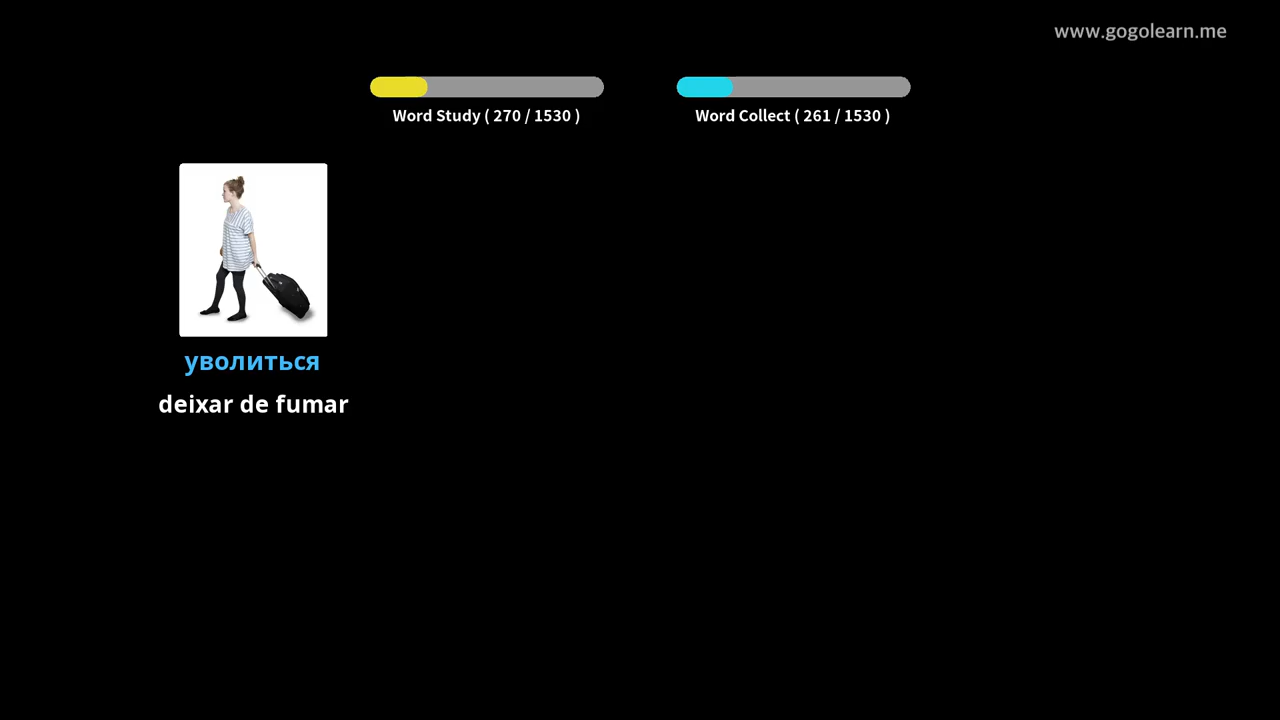 www.gogolearn.me
Word Study ( 270 / 1530 )
Word Collect ( 261 / 1530 )
уволиться
deixar de fumar